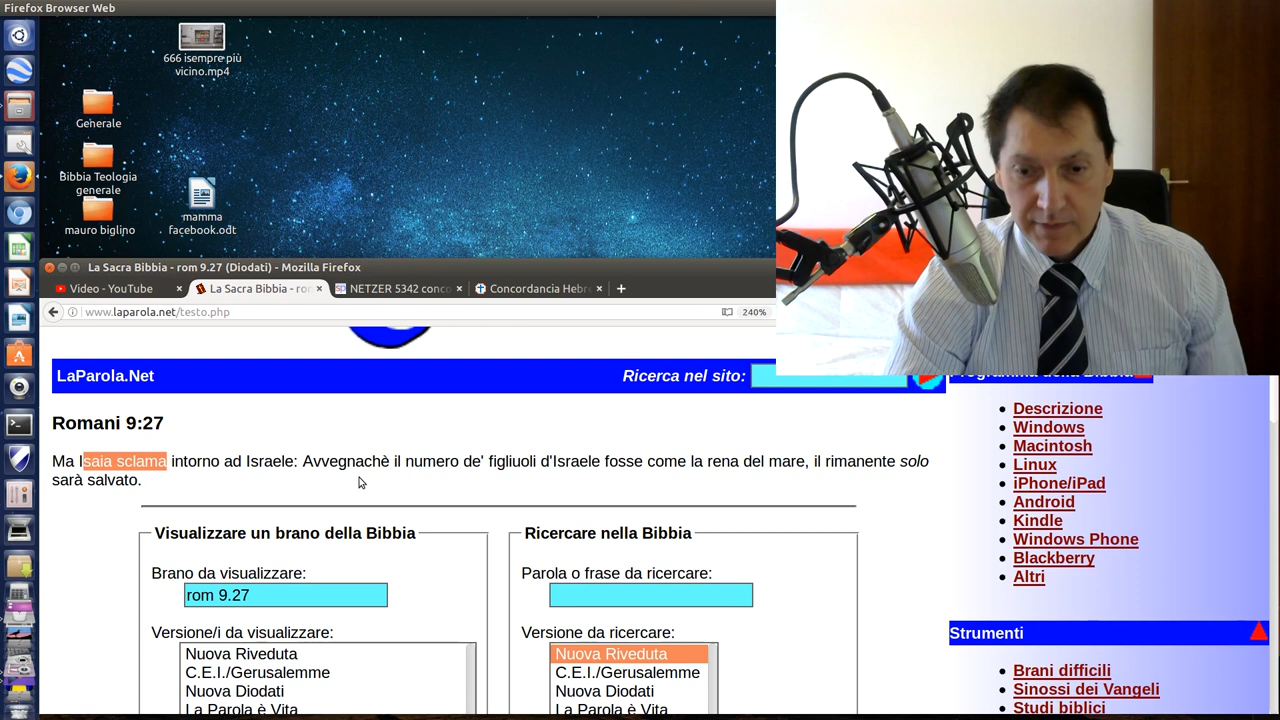 Firefox Browser Web
666 isempre più
vicino.mp4
Generale
Bibbia Teologia
generale
mamma
facebook.odt
mauro biglino
La Sacra Bibbia - rom 9.27 (Diodati) - Mozilla Firefox
Video - YouTube
La Sacra Bibbia - ro
NETZER 5342 conc
Concordancia Hebre
www.laparola.net/testo.php
240%
LaParola.Net
Ricerca nel sito:
Programma della Bibbia
Romani 9:27
Ma Isaia sclama intorno ad Israele: Avvegnachè il numero de' figliuoli d'Israele fosse come la rena del mare, il rimanente solo
sarà salvato.
Visualizzare un brano della Bibbia
Brano da visualizzare:
rom 9.27
Versione/i da visualizzare:
Nuova Riveduta
C.E.I./Gerusalemme
Nuova Diodati
La Parola è Vita
Ricercare nella Bibbia
Parola o frase da ricercare:
Versione da ricercare:
Nuova Riveduta
C.E.I./Gerusalemme
Nuova Diodati
La Parola è Vita
Descrizione
Windows
Macintosh
Linux
iPhone/iPad
Android
Kindle
Windows Phone
Blackberry
Altri
Strumenti
Brani difficili
Sinossi dei Vangeli
Studi biblici